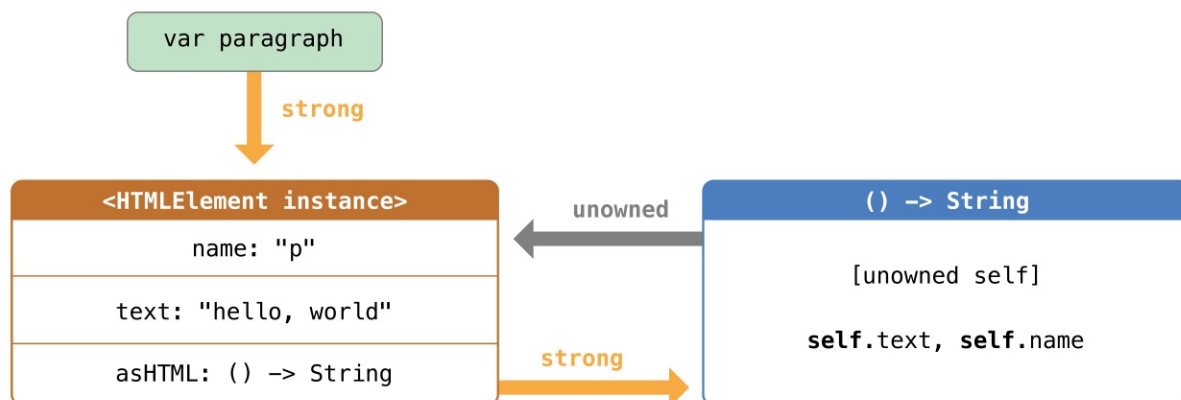 var paragraph
strong
<HTMLElement instance>
name: "p"
text: "hello, world"
asHTML: () -> String
unowned
strong
() -> String
[unowned self]
self.text, self.name